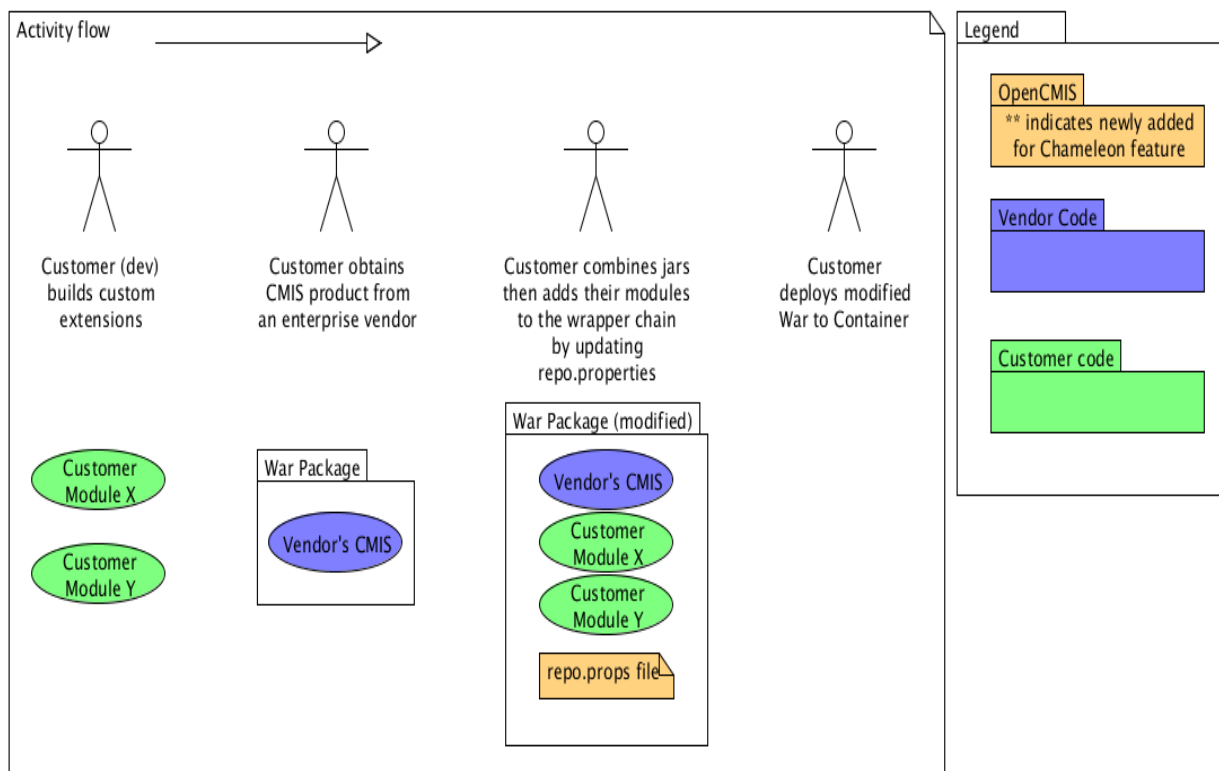 Activity flow
Customer (dev)
builds custom
extensions
Customer obtains
CMIS product from
an enterprise vendor
Customer combines jars
then adds their modules
to the wrapper chain
by updating
repo.properties
Customer
deploys modified
War to Container
Customer
Module X
Customer
Module Y
War Package
Vendor's CMIS
War Package (modified)
Vendor's CMIS
Customer
Module X
Customer
Module Y
repo.props file
Legend
OpenCMIS
** indicates newly added
for Chameleon feature
Vendor Code
Customer code